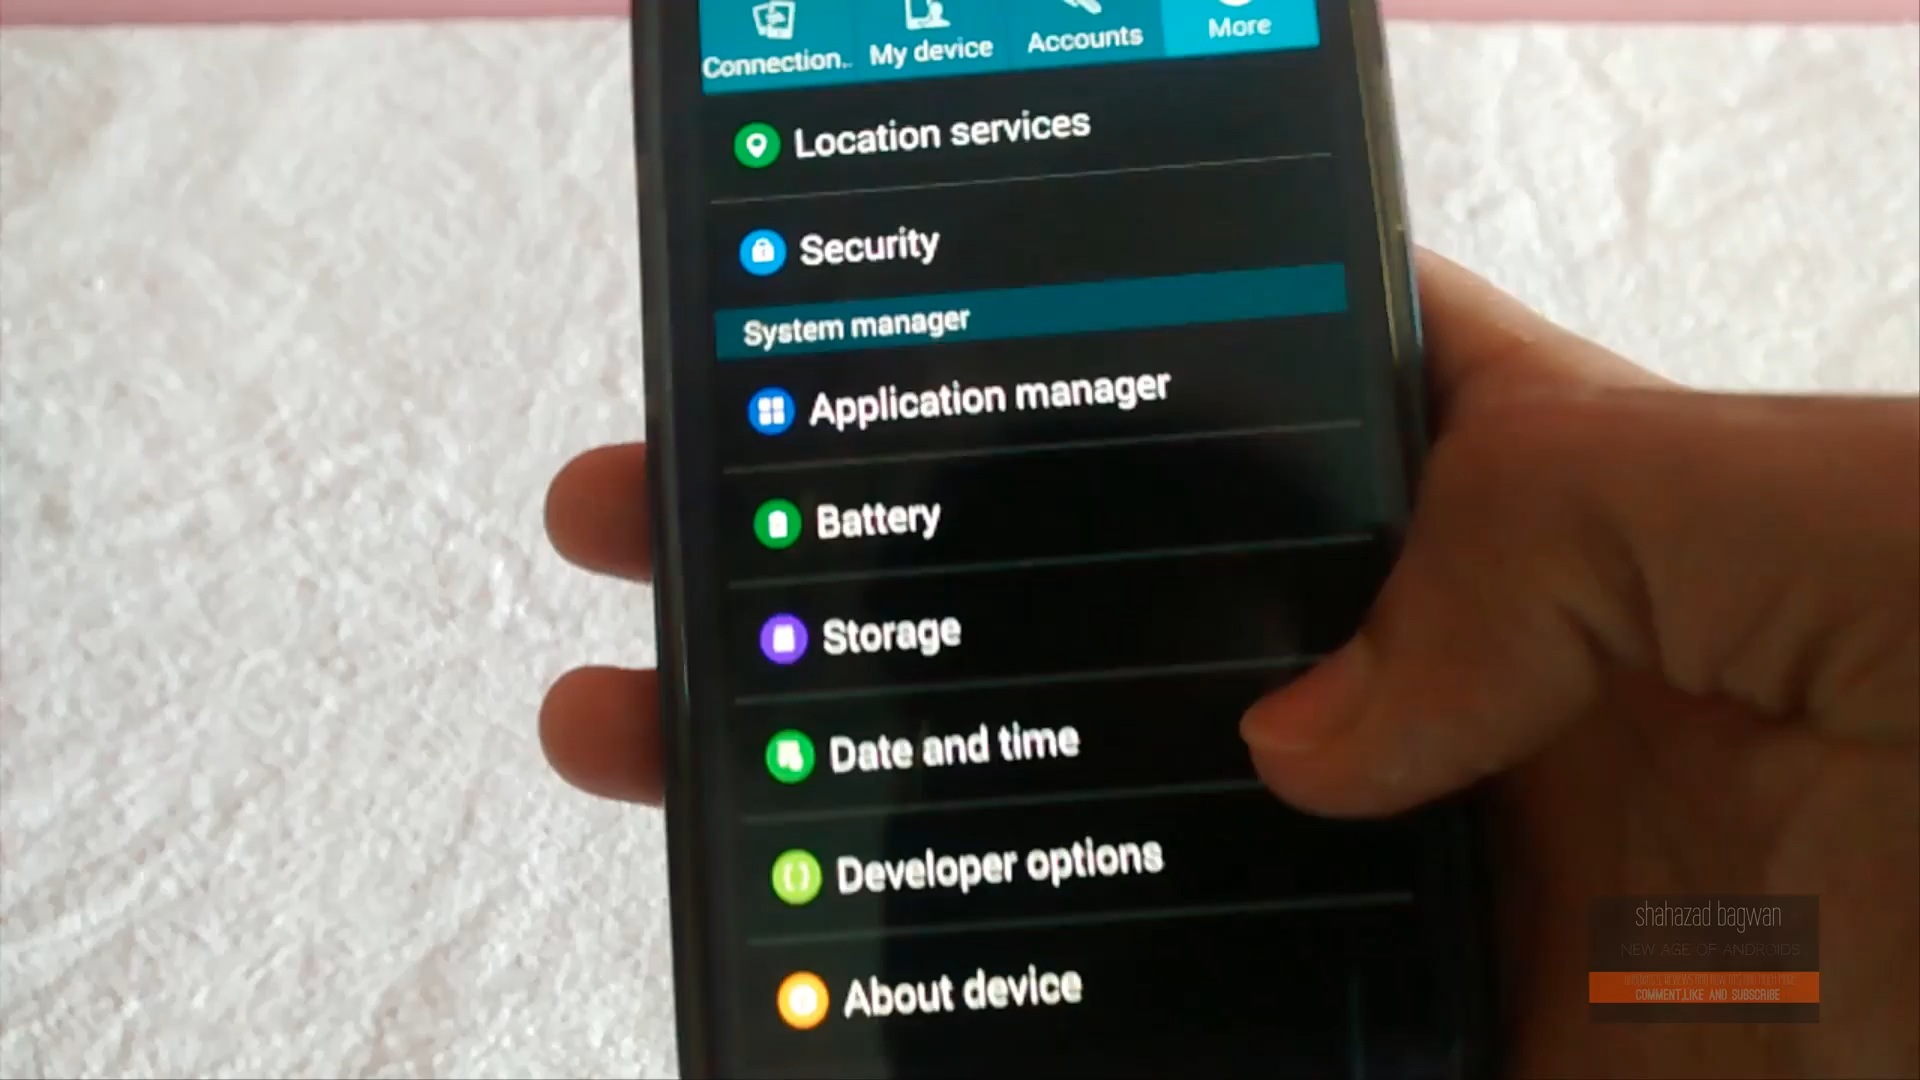 Connection..
My device
Accounts
More
Location services
Security
System manager
Application manager
Battery
Storage
Date and time
Developer options
About device
shahazad bagwan
NEW AGE OF ANDROIDS
COMMENT,LIKE AND SUBSCRIBE